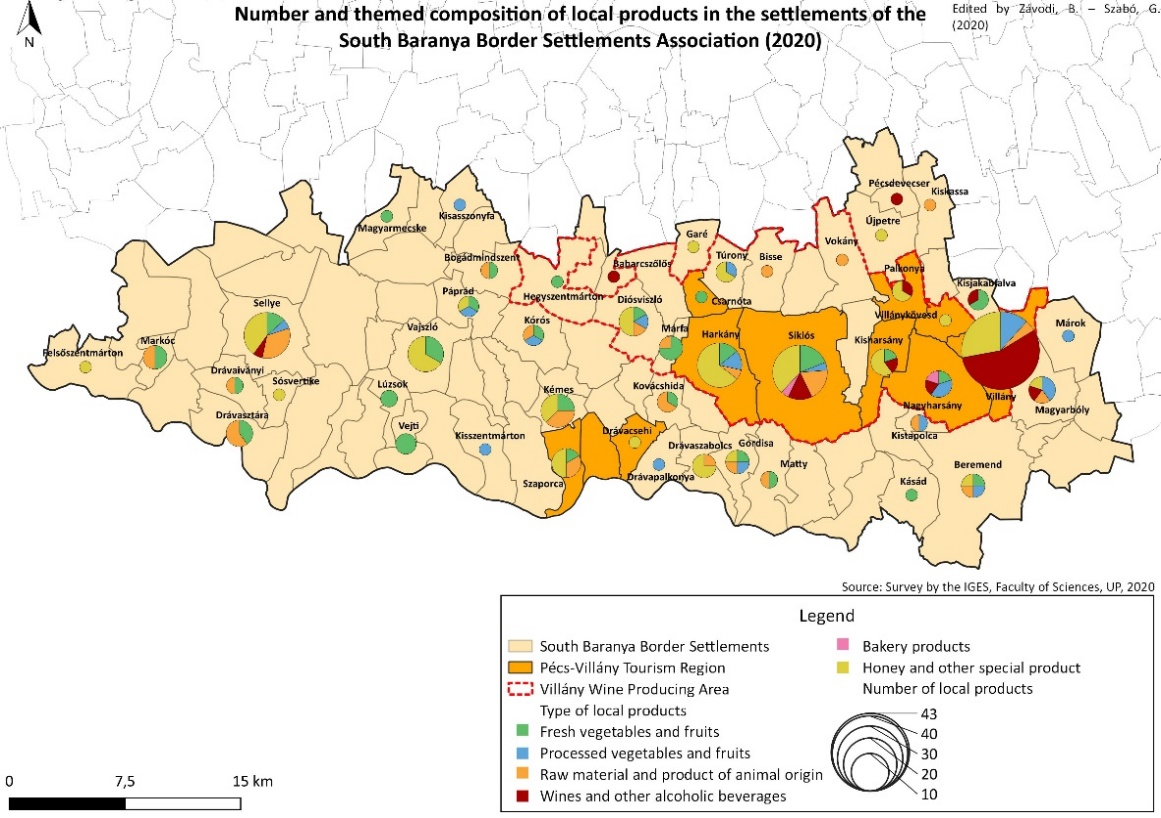 Number and themed composition of local products in the settlements of the
South Baranya Border Settlements Association (2020)
Edited by Závodi, B. – Szabó, G.
(2020)
N
Pécsdevecser
Kiskassa
Kisasszonyfa
Magyarmecske
Újpetre
Garé
Vokány
Bogádmindszent
Babarcszőlős
Túrony
Bisse
Palkonya
Kisjakabfalva
Páprád
Hegyszentmárton
Diósviszló
Csarnóta
Sellye
Villánykövesd
Vajszló
Kórós
Márfa
Harkány
Siklós
Kisharsány
Márok
Felsőszentmárton
Markóc
Drávaiványi
Sósvertike
Lúzsok
Kémes
Kovácshida
Villány
Nagyharsány
Magyarbóly
Drávasztára
Vejti
Kisszentmárton
Drávacsehi
Drávaszabolcs
Gordisa
Kistapolca
Matty
Beremend
Szaporca
Drávapalkonya
Kásád
Source: Survey by the IGES, Faculty of Sciences, UP, 2020
Legend
South Baranya Border Settlements
Pécs-Villány Tourism Region
Villány Wine Producing Area
Type of local products
Fresh vegetables and fruits
Processed vegetables and fruits
Raw material and product of animal origin
Wines and other alcoholic beverages
Bakery products
Honey and other special product
Number of local products
43
40
30
20
10
0 7,5 15 km